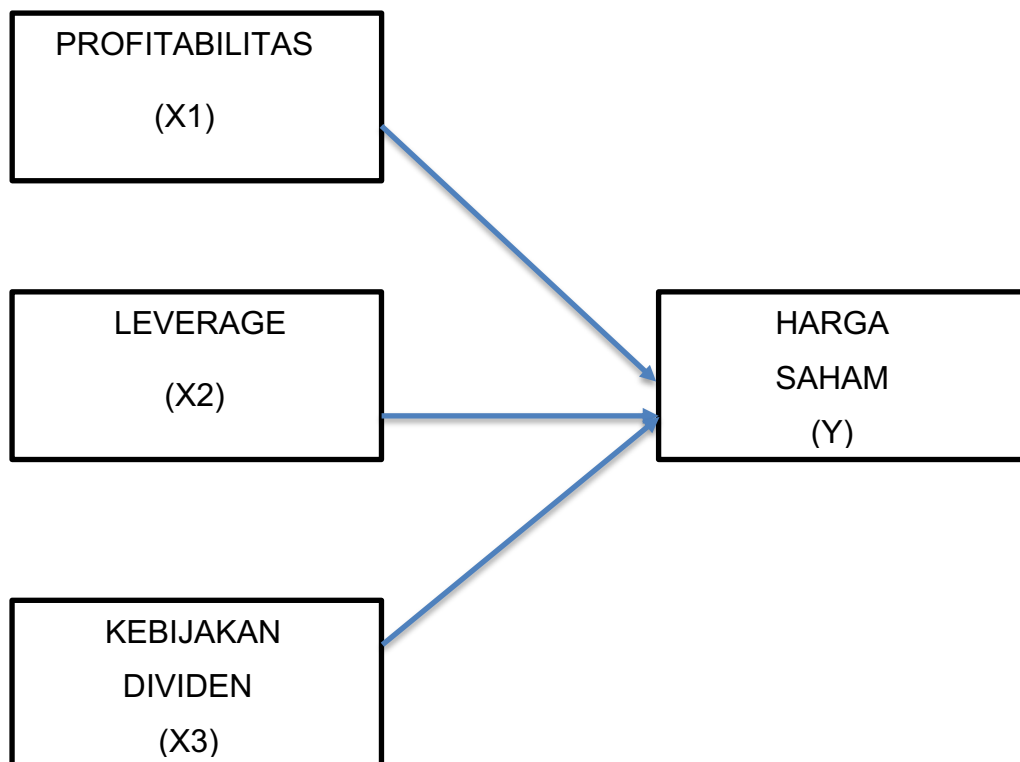 PROFITABILITAS
(X1)
LEVERAGE
(X2)
HARGA
SAHAM
(Y)
KEBIJAKAN
DIVIDEN
(X3)